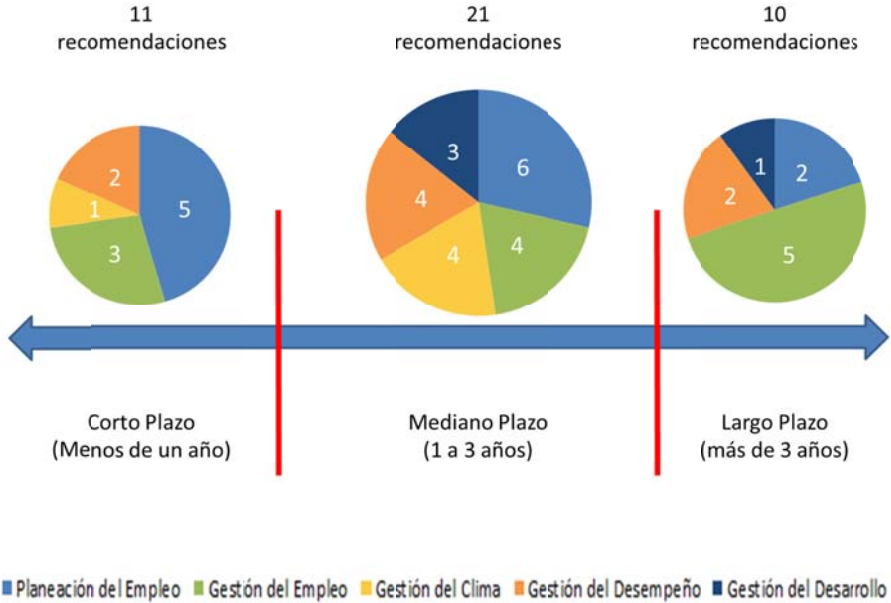 11
recomendaciones
21
recomendaciones
10
recomendaciones
2
5
1
3
3
6
4
4
4
1
2
2
5
Corto Plazo
(Menos de un año)
Mediano Plazo
(1 a 3 años)
Largo Plazo
(más de 3 años)
Planeación del Empleo
Gestión del Empleo
Gestión del Clima
Gestión del Desempeño
Gestión del Desarrollo